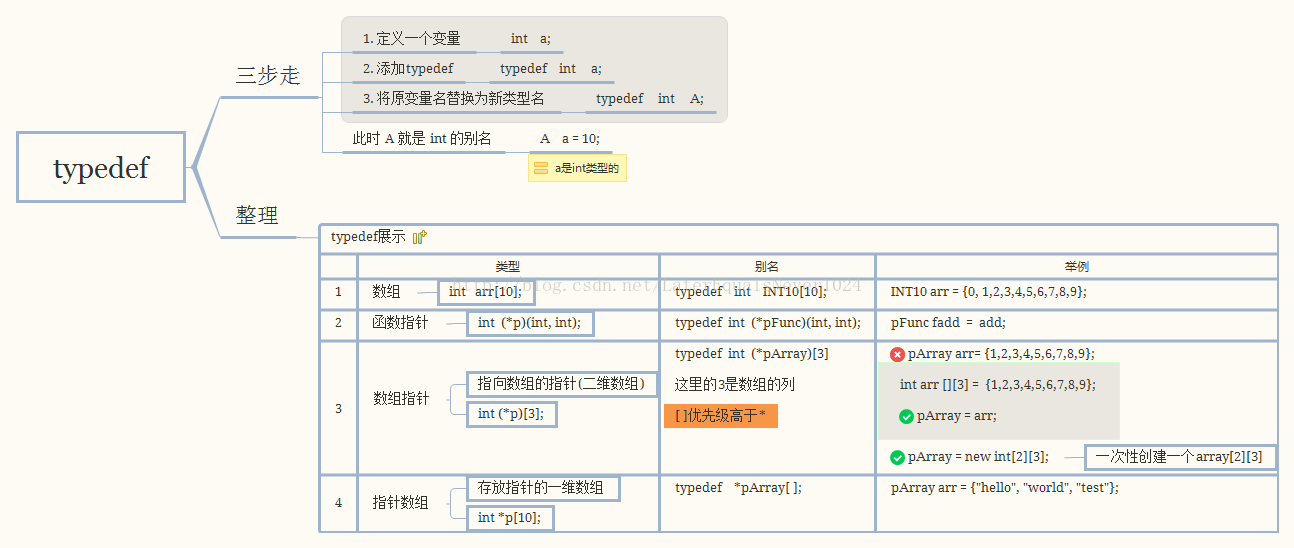 typedef
三步走
1. 定义一个变量 int a;
2. 添加typedef typedef int a;
3. 将原变量名替换为新类型名 typedef int A;
此时 A 就是 int 的别名 A a = 10;
a是int类型的
整理
typedef展示
类型 别名 举例
http://blog.csdn.net/LaterEqualsNever1024
1 数组 int arr[10]; typedef int INT10[10]; INT10 arr = {0, 1,2,3,4,5,6,7,8,9};
2 函数指针 int (*p)(int, int); typedef int (*pFunc)(int, int); pFunc fadd = add;
3 数组指针
指向数组的指针(二维数组)
int (*p)[3];
typedef int (*pArray)[3]
这里的3是数组的列
[ ]优先级高于*
pArray arr= {1,2,3,4,5,6,7,8,9};
int arr [][3] = {1,2,3,4,5,6,7,8,9};
pArray = arr;
pArray = new int[2][3]; 一次性创建一个array[2][3]
4 指针数组
存放指针的一维数组
int *p[10];
typedef *pArray[ ];
pArray arr = {"hello", "world", "test"};